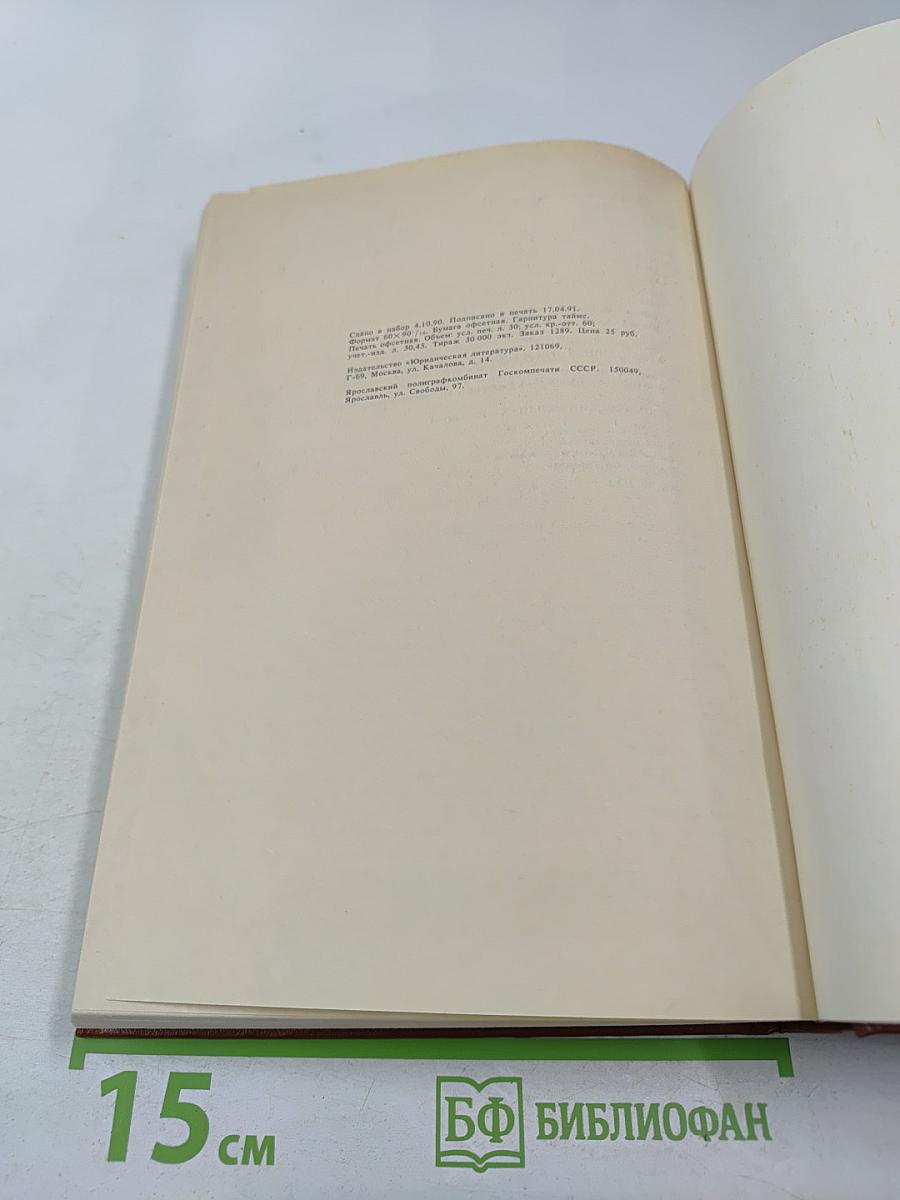 Сдано в набор 4.10.90. Подписано в печать 17.04.91.
Формат 60×90 1/16. Бумага офсетная. Гарнитура таймс.
Печать офсетная. Объем: усл. печ. л. 30; усл. кр.-отт. 60;
учет.-изд. л. 30,45. Тираж 30 000 экз. Заказ 1289. Цена 25 руб.
Издательство «Юридическая литература», 121069,
Г-69, Москва, ул. Качалова, д. 14.
Ярославский полиграфкомбинат Госкомпечати СССР. 150049,
Ярославль, ул. Свободы, 97.
15 см
БФ БИБЛИОФАН